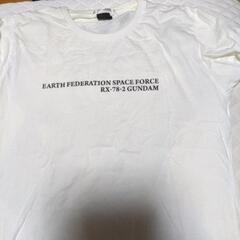 EARTH FEDERATION SPACE FORCE
RX-78-2 GUNDAM